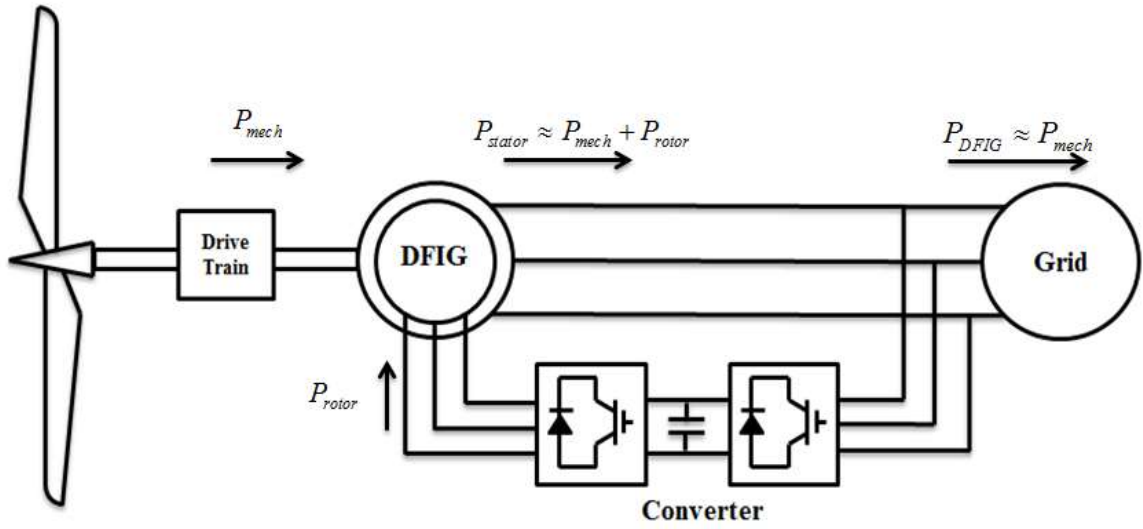 P_mech
P_stator ≈ P_mech + P_rotor
P_DFIG ≈ P_mech
Drive
Train
DFIG
Grid
P_rotor
Converter